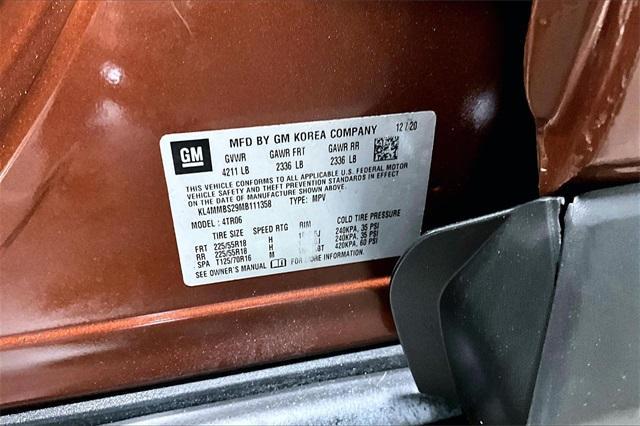 GM
MFD BY GM KOREA COMPANY 12/20
GVWR GAWR FRT GAWR RR
4211 LB 2336 LB 2336 LB
THIS VEHICLE CONFORMS TO ALL APPLICABLE U.S. FEDERAL MOTOR
VEHICLE SAFETY AND THEFT PREVENTION STANDARDS IN EFFECT
ON THE DATE OF MANUFACTURE SHOWN ABOVE.
KL4MMBS29MB111358 TYPE: MPV
MODEL: 4TR06
TIRE SIZE SPEED RTG RIM COLD TIRE PRESSURE
FRT 225/55R18 H 240KPA, 35 PSI
RR 225/55R18 H 240KPA, 35 PSI
SPA T125/70R16 M 420KPA, 60 PSI
SEE OWNER'S MANUAL FOR MORE INFORMATION.